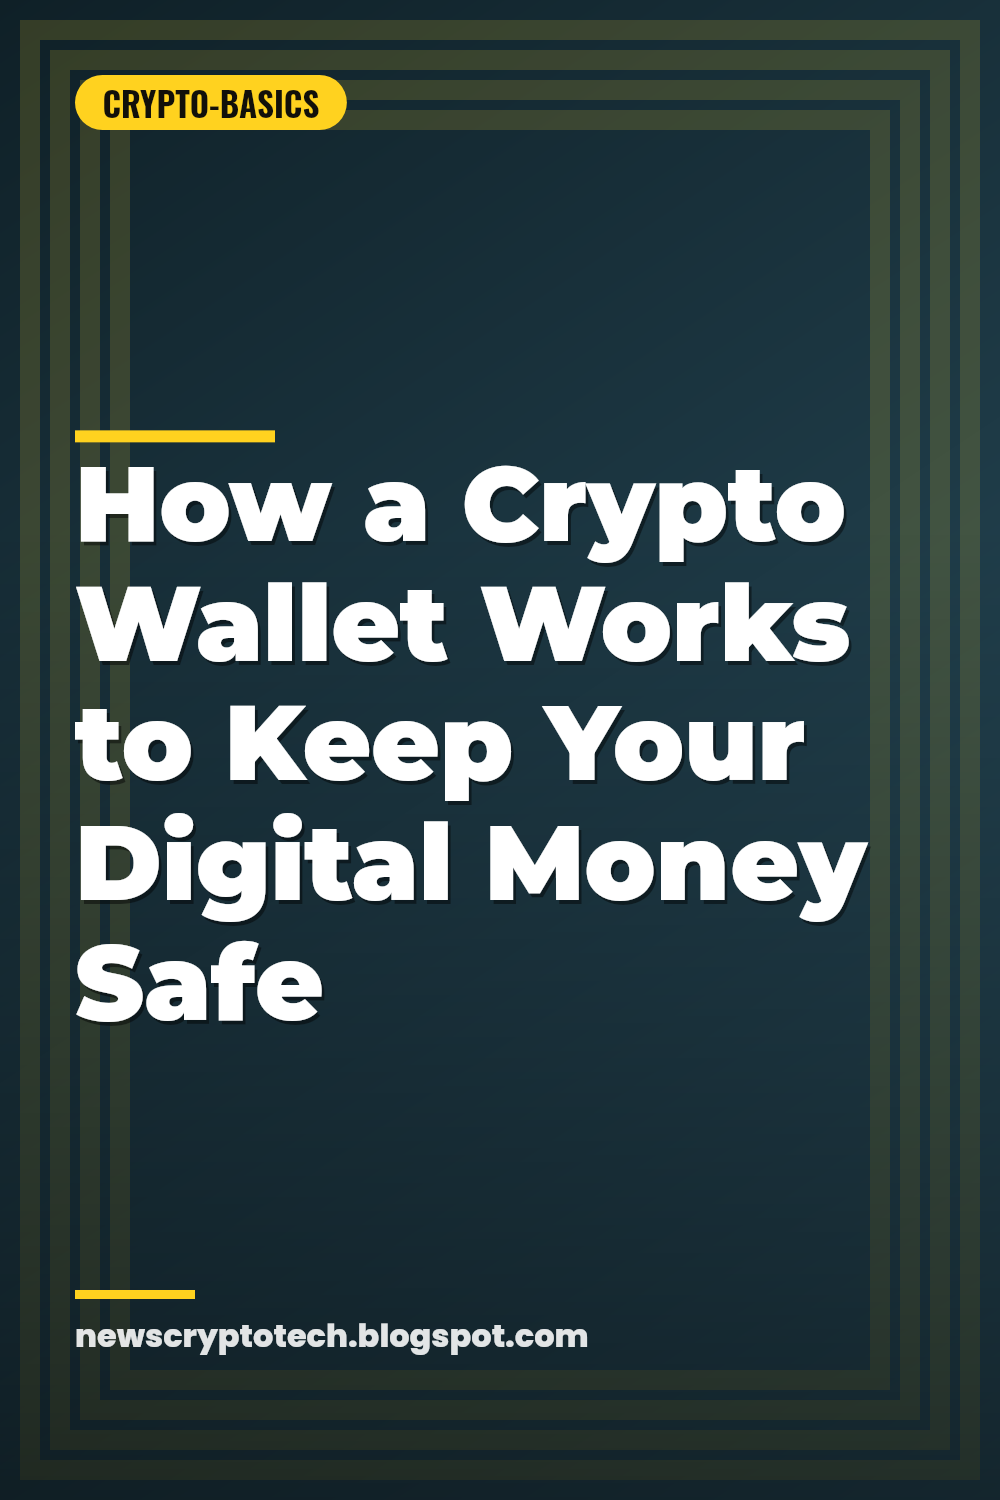 CRYPTO-BASICS
How a Crypto
Wallet Works
to Keep Your
Digital Money
Safe
newscryptotech.blogspot.com